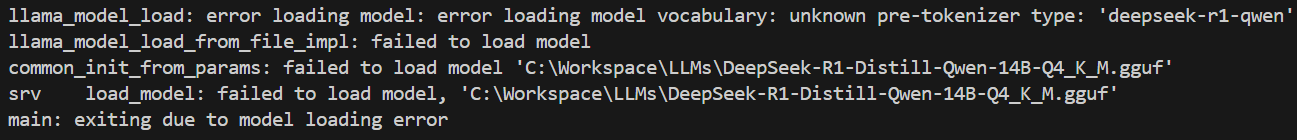 llama_model_load: error loading model: error loading model vocabulary: unknown pre-tokenizer type: 'deepseek-r1-qwen'
llama_model_load_from_file_impl: failed to load model
common_init_from_params: failed to load model 'C:\Workspace\LLMs\DeepSeek-R1-Distill-Qwen-14B-Q4_K_M.gguf'
srv    load_model: failed to load model, 'C:\Workspace\LLMs\DeepSeek-R1-Distill-Qwen-14B-Q4_K_M.gguf'
main: exiting due to model loading error